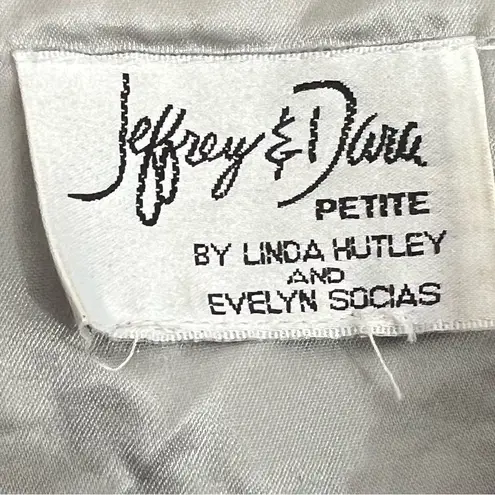 Jeffrey & Dara
PETITE
BY LINDA HUTLEY
AND
EVELYN SOCIAS